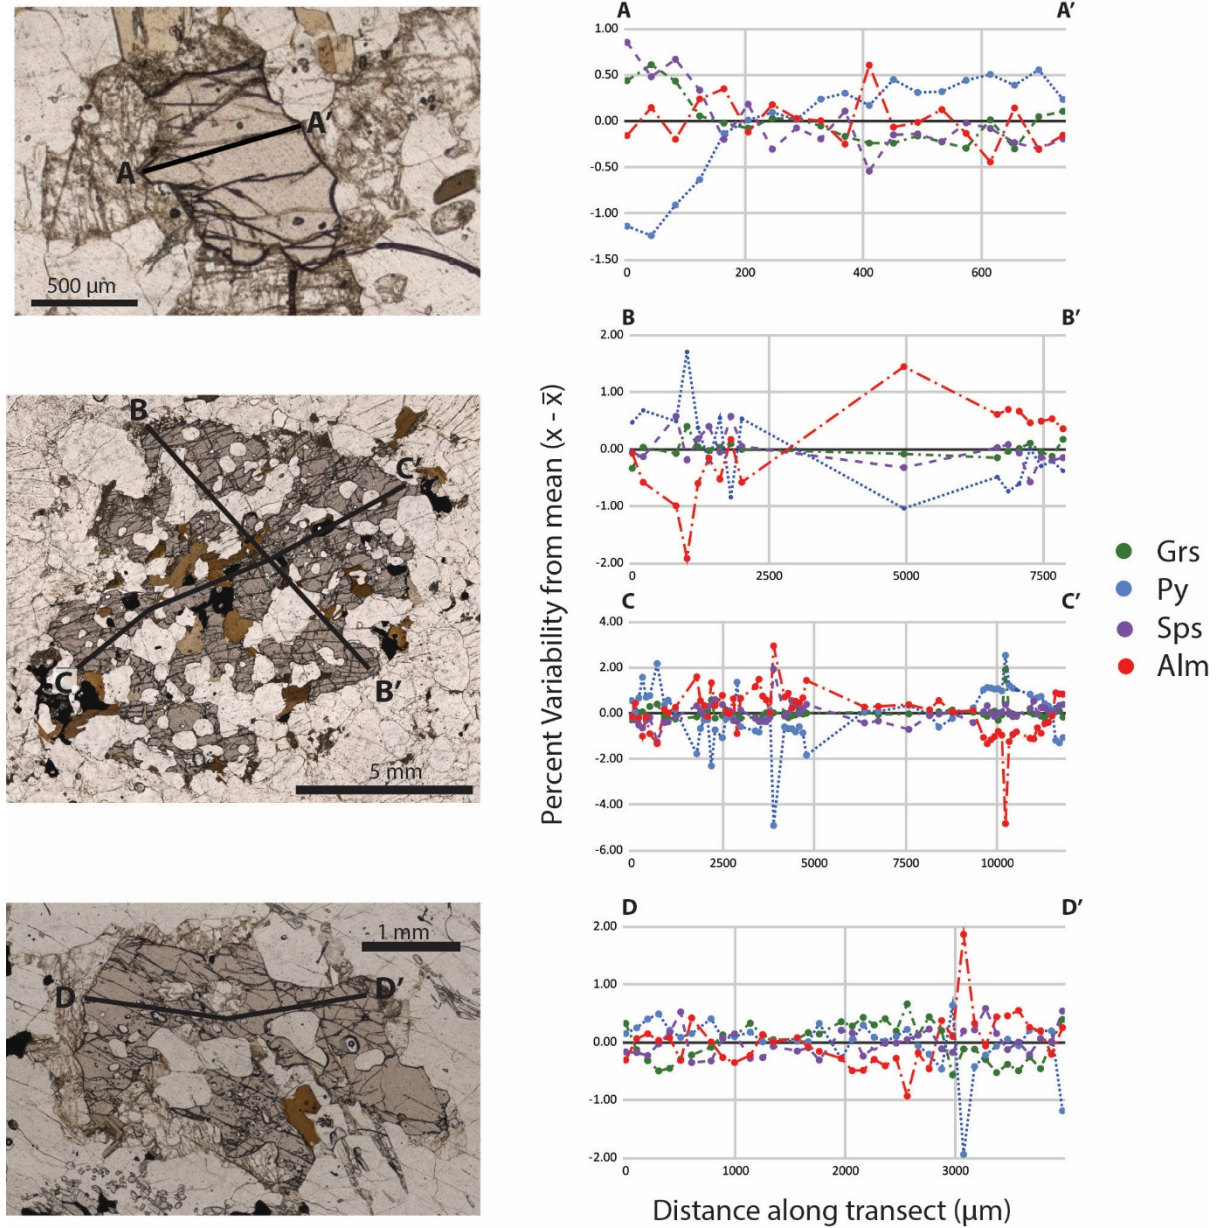 A
A'
500 µm
B
C'
C
B'
5 mm
D
D'
1 mm
Percent Variability from mean (x - x̅)
A A'
1.00
0.50
0.00
-0.50
-1.00
-1.50
0 200 400 600
B B'
2.00
1.00
0.00
-1.00
-2.00
0 2500 5000 7500
C C'
4.00
2.00
0.00
-2.00
-4.00
-6.00
0 2500 5000 7500 10000
D D'
2.00
1.00
0.00
-1.00
-2.00
0 1000 2000 3000
Distance along transect (µm)
Grs
Py
Sps
Alm